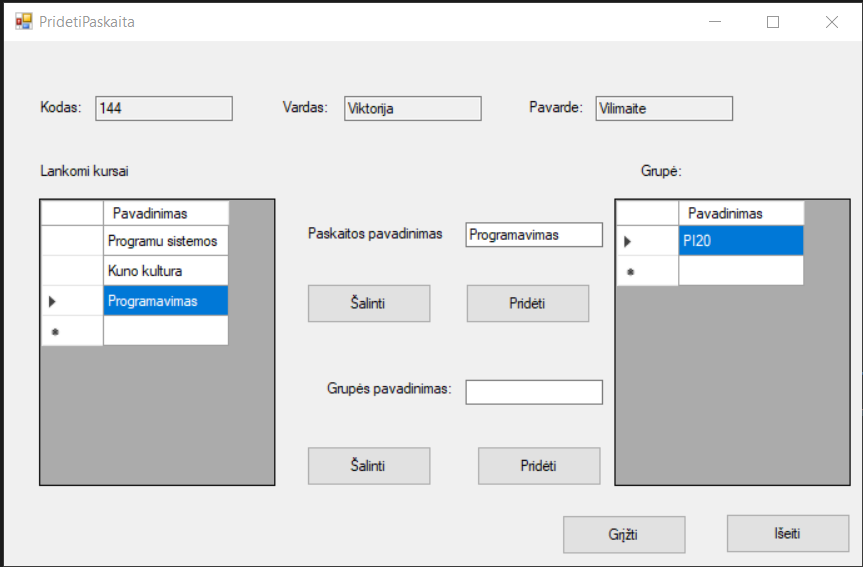 PridetiPaskaita
Kodas: 144 Vardas: Viktorija Pavarde: Vilimaite
Lankomi kursai
Pavadinimas
Programu sistemos
Kuno kultura
Programavimas
Paskaitos pavadinimas Programavimas
Šalinti Pridėti
Grupės pavadinimas:
Šalinti Pridėti
Grupė:
Pavadinimas
PI20
Grįžti Išeiti